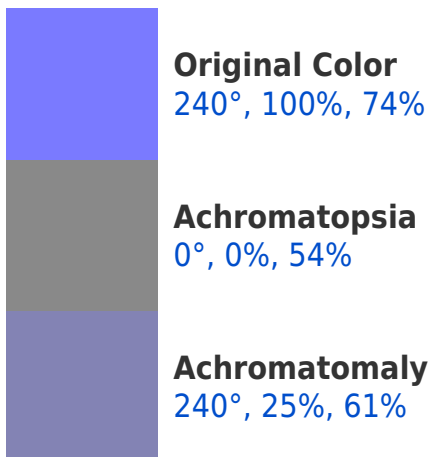 Original Color
240°, 100%, 74%
Achromatopsia
0°, 0%, 54%
Achromatomaly
240°, 25%, 61%